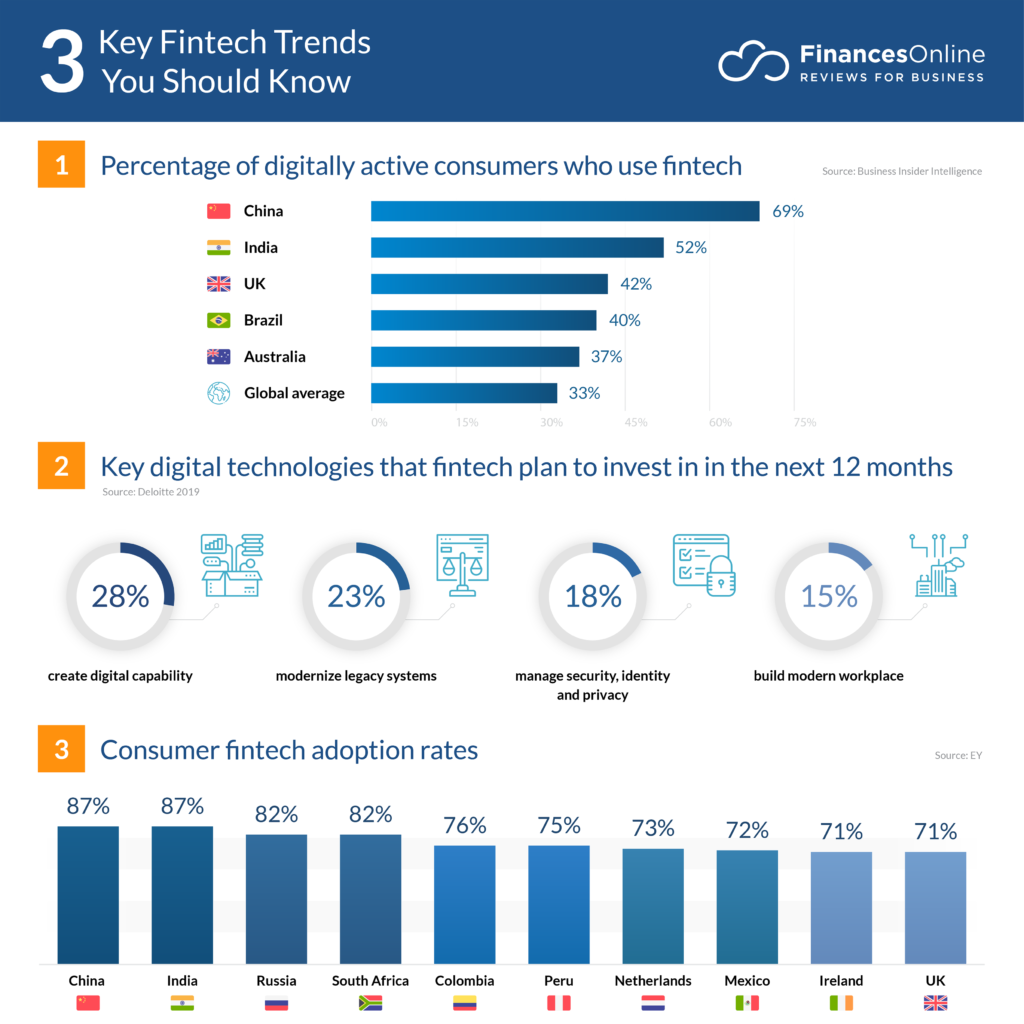 3
Key Fintech Trends
You Should Know
FinancesOnline
REVIEWS FOR BUSINESS
1
Percentage of digitally active consumers who use fintech
Source: Business Insider Intelligence
China 69%
India 52%
UK 42%
Brazil 40%
Australia 37%
Global average 33%
0% 15% 30% 45% 60% 75%
2
Key digital technologies that fintech plan to invest in in the next 12 months
Source: Deloitte 2019
28% 23% 18% 15%
create digital capability
modernize legacy systems
manage security, identity
and privacy
build modern workplace
3
Consumer fintech adoption rates
Source: EY
87% 87% 82% 82% 76% 75% 73% 72% 71% 71%
China India Russia South Africa Colombia Peru Netherlands Mexico Ireland UK